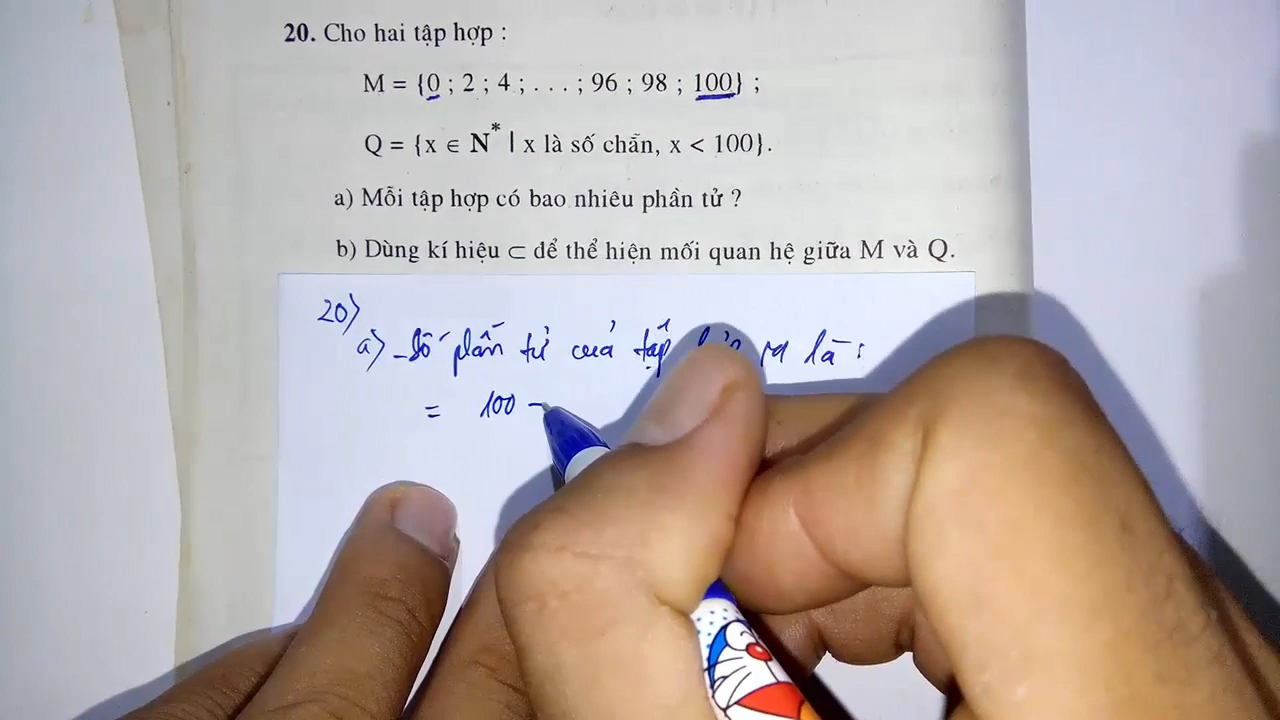 20. Cho hai tập hợp :
M = {0 ; 2 ; 4 ; . . . ; 96 ; 98 ; 100} ;
Q = {x ∈ N* | x là số chẵn, x < 100}.
a) Mỗi tập hợp có bao nhiêu phần tử ?
b) Dùng kí hiệu ⊂ để thể hiện mối quan hệ giữa M và Q.
20)
a) - Số phần tử của tập là :
= 100 -